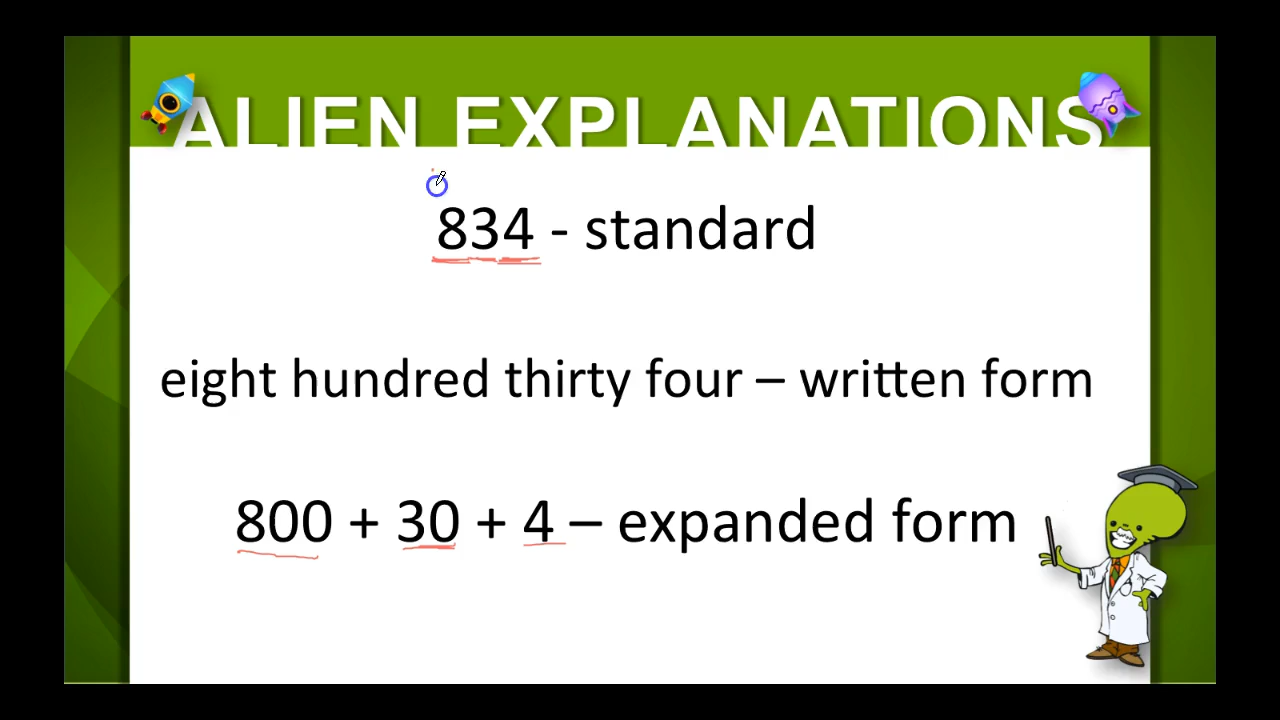 ALIEN EXPLANATIONS
834 - standard
eight hundred thirty four – written form
800 + 30 + 4 – expanded form